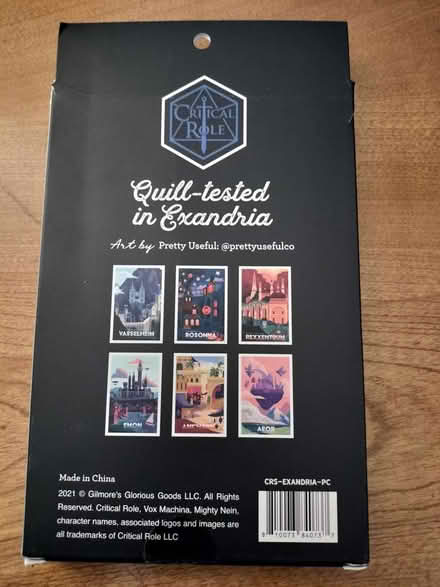 CRITICAL
ROLE
Quill-tested
in Exandria
Art by Pretty Useful: @prettyusefulco
VASSELHEIM
ROSOHNA
REXXENTRUM
EMON
ANK'HAREL
Made in China
CRS-EXANDRIA-PC
2021 © Gilmore's Glorious Goods LLC. All Rights
Reserved. Critical Role, Vox Machina, Mighty Nein,
character names, associated logos and images are
all trademarks of Critical Role LLC